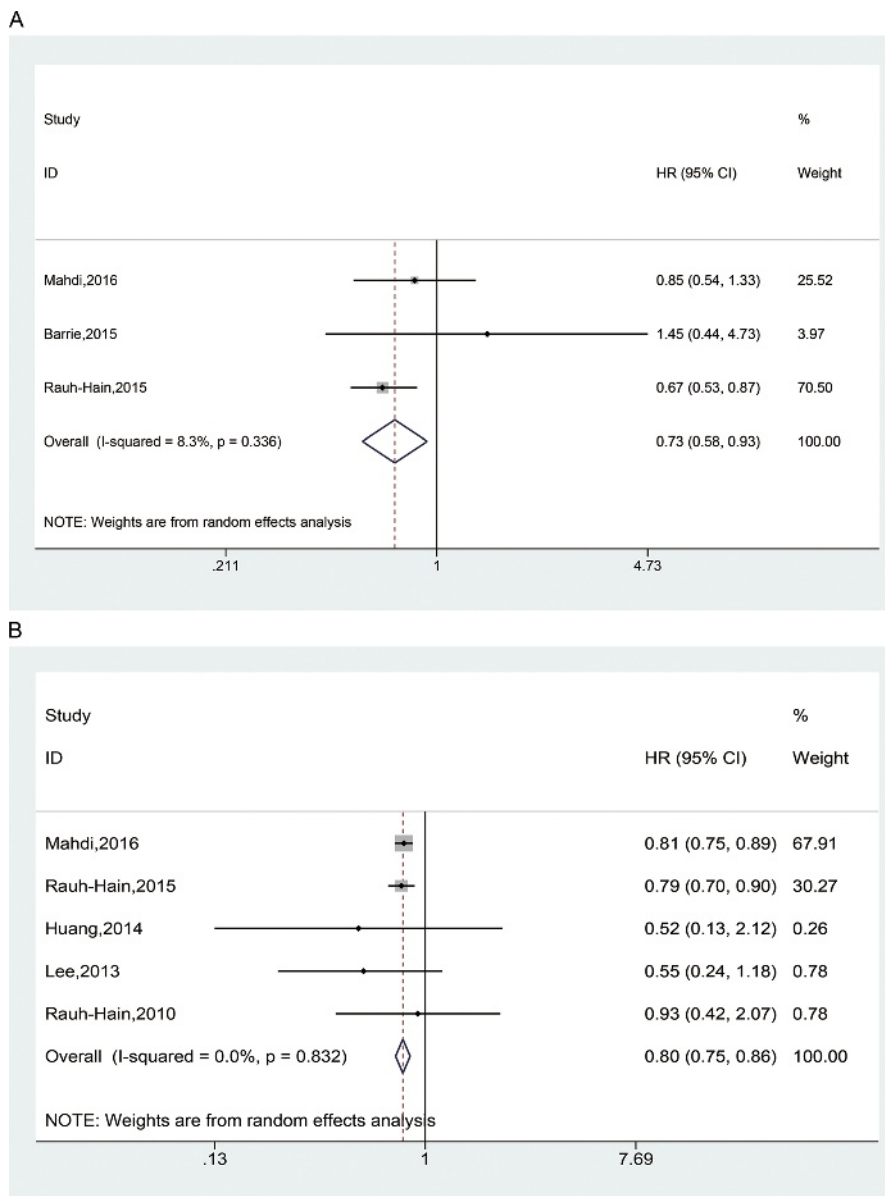 A
Study %
ID HR (95% CI) Weight
Mahdi,2016 0.85 (0.54, 1.33) 25.52
Barrie,2015 1.45 (0.44, 4.73) 3.97
Rauh-Hain,2015 0.67 (0.53, 0.87) 70.50
Overall (I-squared = 8.3%, p = 0.336) 0.73 (0.58, 0.93) 100.00
NOTE: Weights are from random effects analysis
.211 1 4.73
B
Study %
ID HR (95% CI) Weight
Mahdi,2016 0.81 (0.75, 0.89) 67.91
Rauh-Hain,2015 0.79 (0.70, 0.90) 30.27
Huang,2014 0.52 (0.13, 2.12) 0.26
Lee,2013 0.55 (0.24, 1.18) 0.78
Rauh-Hain,2010 0.93 (0.42, 2.07) 0.78
Overall (I-squared = 0.0%, p = 0.832) 0.80 (0.75, 0.86) 100.00
NOTE: Weights are from random effects analysis
.13 1 7.69